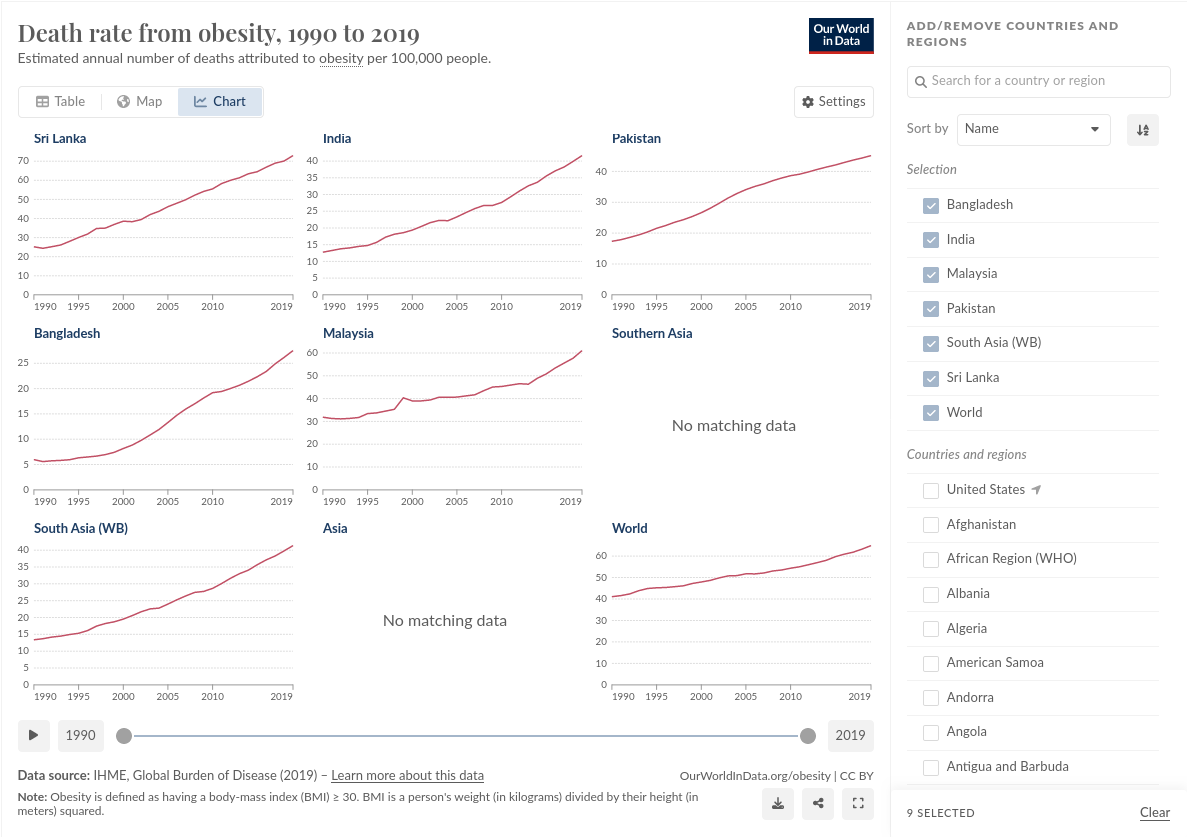 Death rate from obesity, 1990 to 2019
Estimated annual number of deaths attributed to obesity per 100,000 people.
Our World
in Data
Table
Map
Chart
Settings
Sri Lanka
70
60
50
40
30
20
10
0
1990 1995 2000 2005 2010 2019
India
40
35
30
25
20
15
10
5
0
1990 1995 2000 2005 2010 2019
Pakistan
40
30
20
10
0
1990 1995 2000 2005 2010 2019
Bangladesh
25
20
15
10
5
0
1990 1995 2000 2005 2010 2019
Malaysia
60
50
40
30
20
10
0
1990 1995 2000 2005 2010 2019
Southern Asia
No matching data
South Asia (WB)
40
35
30
25
20
15
10
5
0
1990 1995 2000 2005 2010 2019
Asia
No matching data
World
60
50
40
30
20
10
0
1990 1995 2000 2005 2010 2019
1990
2019
Data source: IHME, Global Burden of Disease (2019) – Learn more about this data
OurWorldInData.org/obesity | CC BY
Note: Obesity is defined as having a body-mass index (BMI) ≥ 30. BMI is a person's weight (in kilograms) divided by their height (in
meters) squared.
ADD/REMOVE COUNTRIES AND
REGIONS
Search for a country or region
Sort by
Name
Selection
Bangladesh
India
Malaysia
Pakistan
South Asia (WB)
Sri Lanka
World
Countries and regions
United States
Afghanistan
African Region (WHO)
Albania
Algeria
American Samoa
Andorra
Angola
Antigua and Barbuda
9 SELECTED
Clear